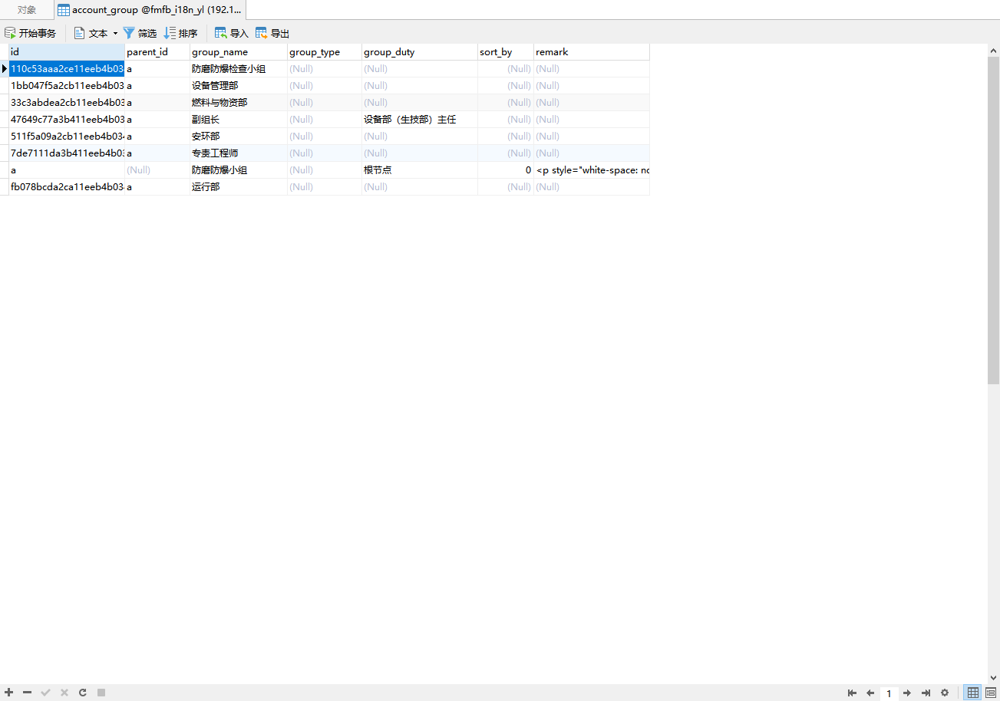 对象 account_group @fmfb_i18n_yl (192.1...
开始事务 文本 筛选 排序 导入 导出
id parent_id group_name group_type group_duty sort_by remark
110c53aaa2ce11eeb4b03 a 防磨防爆检查小组 (Null) (Null) (Null) (Null)
1bb047f5a2cb11eeb4b03 a 设备管理部 (Null) (Null) (Null) (Null)
33c3abdea2cb11eeb4b03 a 燃料与物资部 (Null) (Null) (Null) (Null)
47649c77a3b411eeb4b03 a 副组长 (Null) 设备部（生技部）主任 (Null) (Null)
511f5a09a2cb11eeb4b034 a 安环部 (Null) (Null) (Null) (Null)
7de7111da3b411eeb4b03 a 专责工程师 (Null) (Null) (Null) (Null)
a (Null) 防磨防爆小组 (Null) 根节点 0 <p style="white-space: no
fb078bcda2ca11eeb4b034 a 运行部 (Null) (Null) (Null) (Null)
1